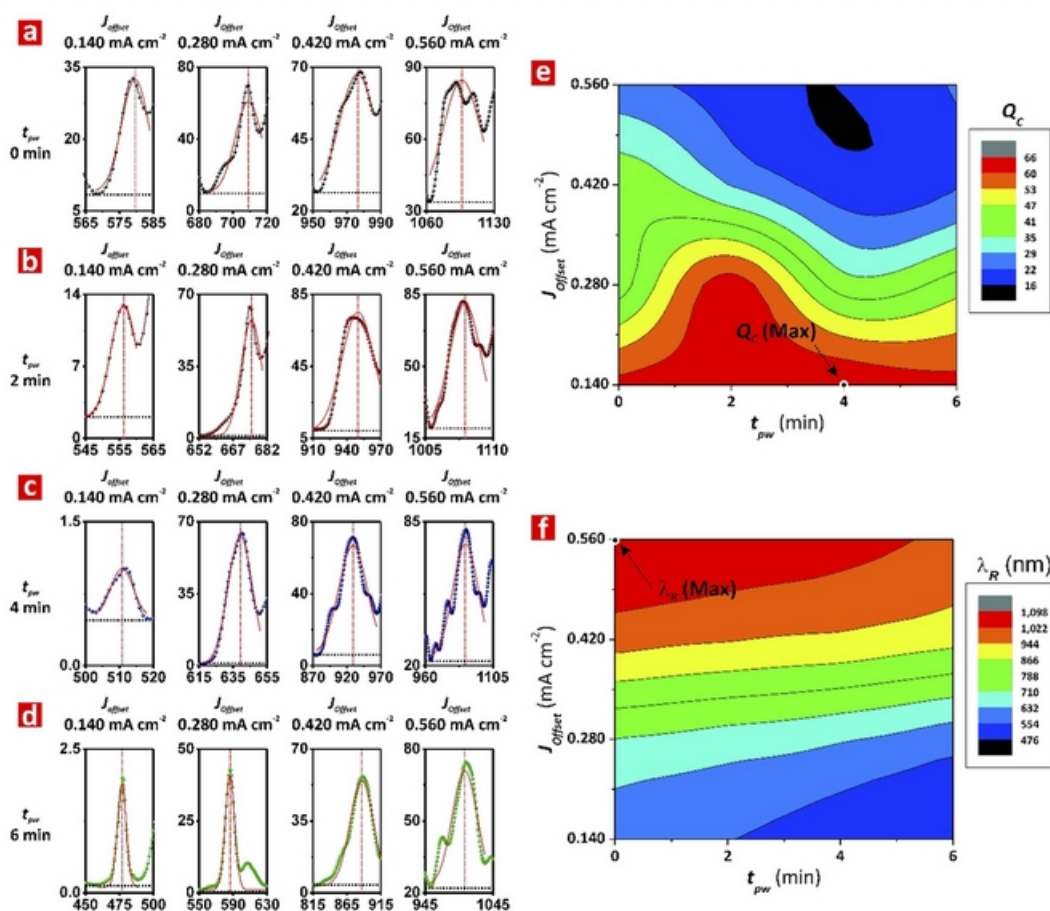 a
J_offset J_Offset J_Offset J_Offset
0.140 mA cm⁻² 0.280 mA cm⁻² 0.420 mA cm⁻² 0.560 mA cm⁻²
t_pw
0 min
35 20 5
565 575 585
80 40 0
680 700 720
70 45 20
950 970 990
100 65 30
1060 1130
b
J_offset J_Offset J_Offset J_Offset
0.140 mA cm⁻² 0.280 mA cm⁻² 0.420 mA cm⁻² 0.560 mA cm⁻²
t_pw
2 min
14 7 0
545 555 565
70 35 0
652 667 682
100 50 0
910 940 970
85 50 15
1005 1110
c
J_offset J_Offset J_Offset J_Offset
0.140 mA cm⁻² 0.280 mA cm⁻² 0.420 mA cm⁻² 0.560 mA cm⁻²
t_pw
4 min
1.5 0.0
500 510 520
70 35 0
615 635 655
80 40 0
870 920 970
85 20
960 1105
d
J_offset J_Offset J_Offset J_Offset
0.140 mA cm⁻² 0.280 mA cm⁻² 0.420 mA cm⁻² 0.560 mA cm⁻²
t_pw
6 min
2.5 0.0
450 475 500
50 25 0
550 590 630
80 40 0
815 865 915
80 50 20
945 1045
e
0.560
0.420
0.280
0.140
J_Offset (mA cm⁻²)
Q_C (Max)
0 2 4 6
t_pw (min)
Q_C
66
60
53
47
41
35
29
22
16
f
0.560
0.420
0.280
0.140
J_Offset (mA cm⁻²)
λ_R (Max)
0 2 4 6
t_pw (min)
λ_R (nm)
1,098
1,022
944
866
788
710
632
554
476